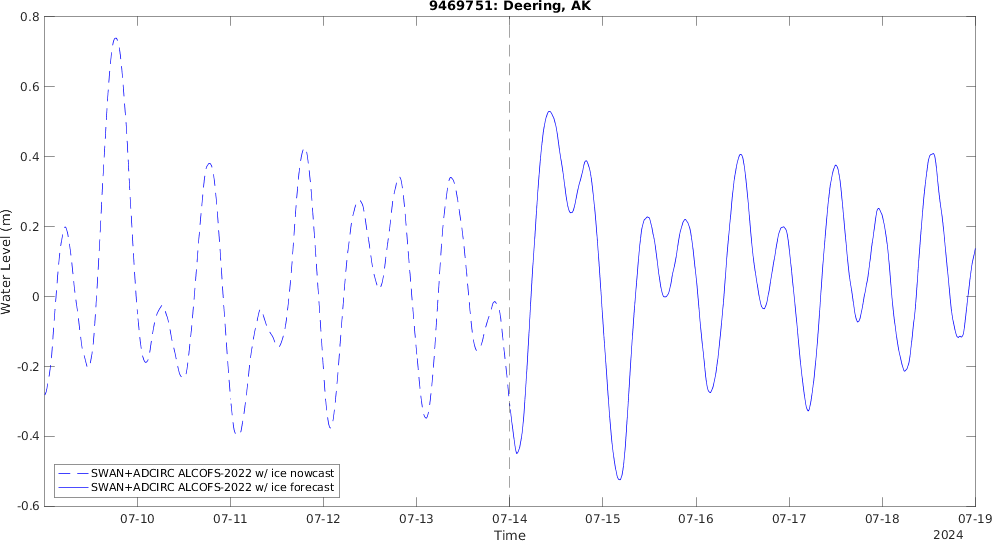 9469751: Deering, AK
Water Level (m)
0.8
0.6
0.4
0.2
0
-0.2
-0.4
-0.6
SWAN+ADCIRC ALCOFS-2022 w/ ice nowcast
SWAN+ADCIRC ALCOFS-2022 w/ ice forecast
07-10 07-11 07-12 07-13 07-14 07-15 07-16 07-17 07-18 07-19
Time
2024